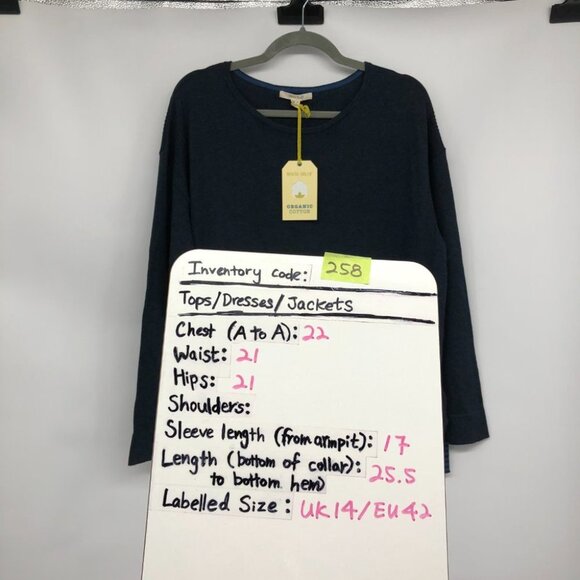 ORGANIC
COTTON
Inventory code: 258
Tops/Dresses/Jackets
Chest (A to A): 22
Waist: 21
Hips: 21
Shoulders:
Sleeve length (from armpit): 17
Length (bottom of collar): 25.5
to bottom hem)
Labelled Size: UK14/EU42